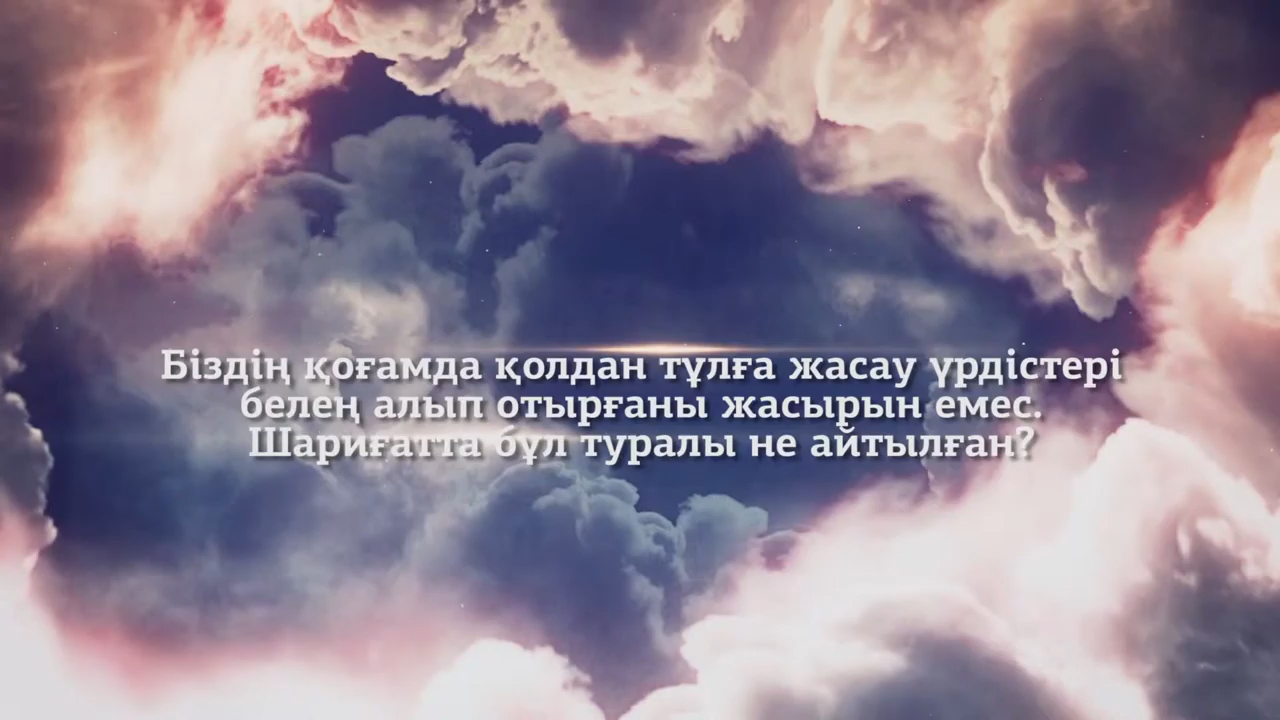 Біздің қоғамда қолдан тұлға жасау үрдістері
белең алып отырғаны жасырын емес.
Шариғатта бұл туралы не айтылған?